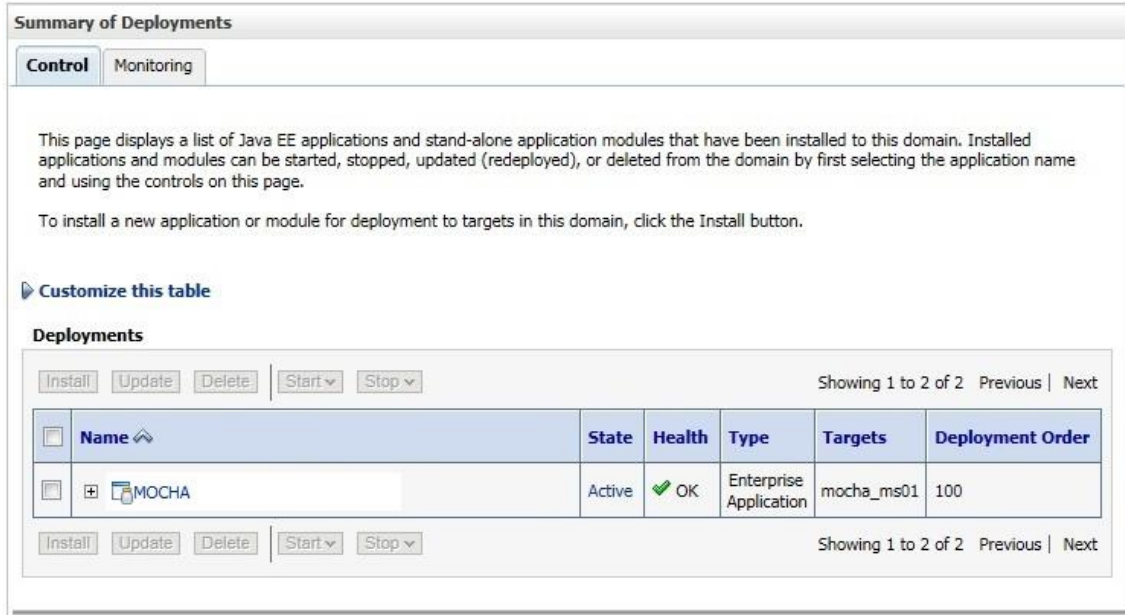 Summary of Deployments
Control Monitoring
This page displays a list of Java EE applications and stand-alone application modules that have been installed to this domain. Installed
applications and modules can be started, stopped, updated (redeployed), or deleted from the domain by first selecting the application name
and using the controls on this page.
To install a new application or module for deployment to targets in this domain, click the Install button.
Customize this table
Deployments
Install Update Delete Start Stop Showing 1 to 2 of 2 Previous | Next
Name State Health Type Targets Deployment Order
MOCHA Active OK Enterprise Application mocha_ms01 100
Install Update Delete Start Stop Showing 1 to 2 of 2 Previous | Next